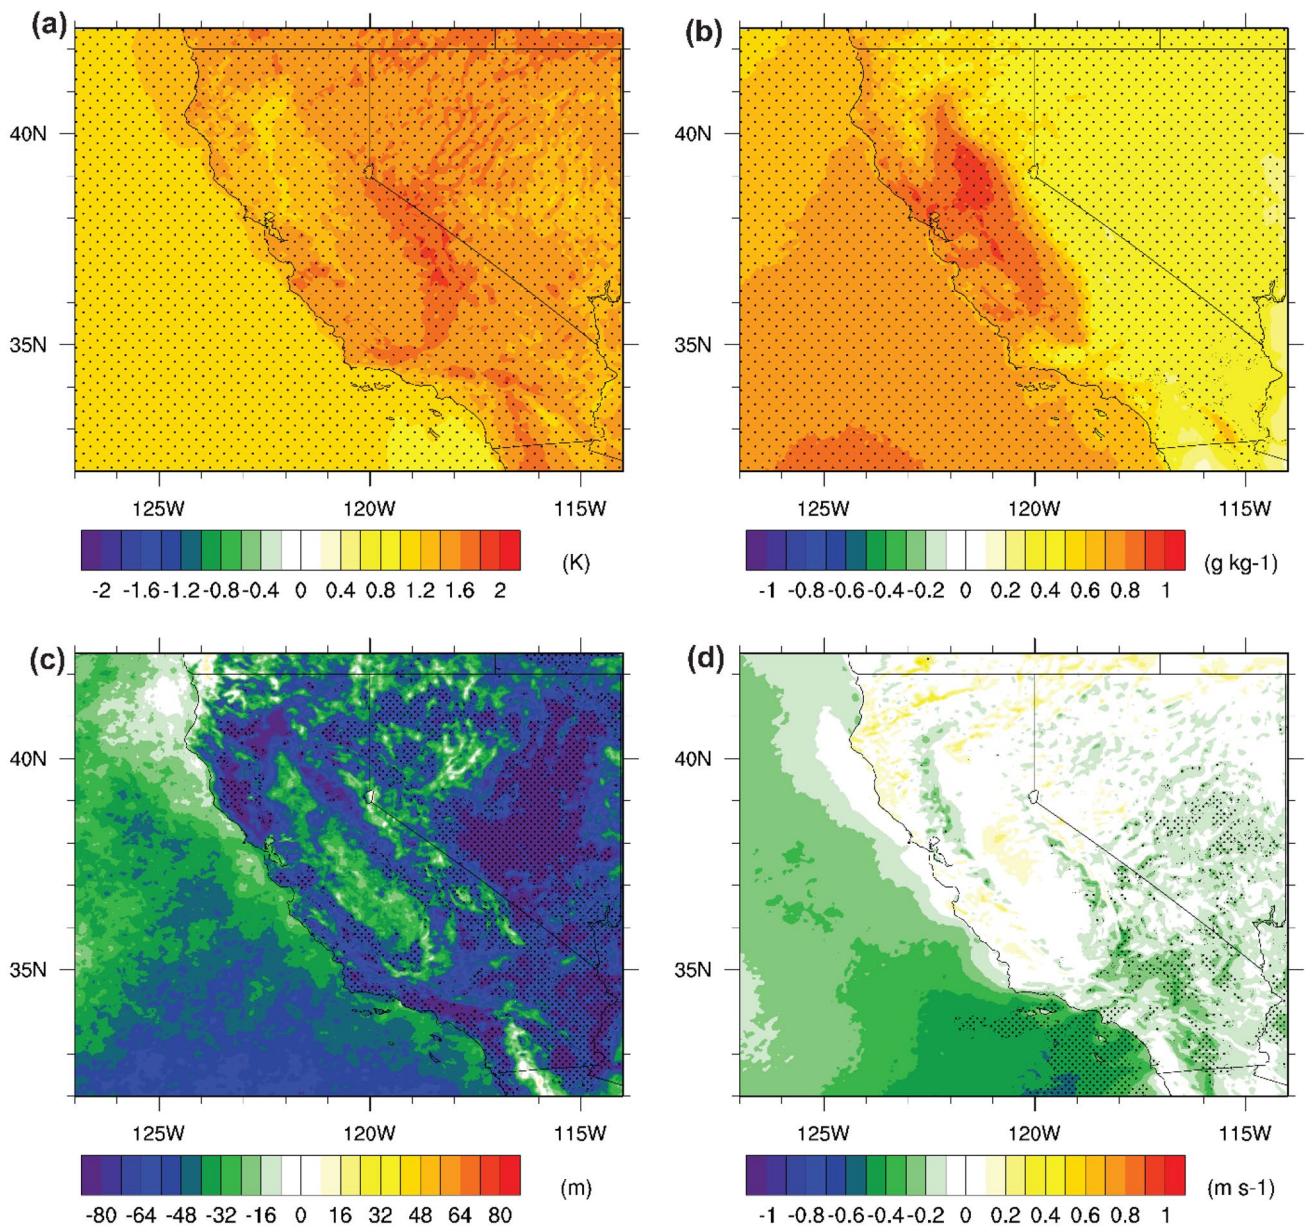 (a) (b)
40N 40N
35N 35N
125W 120W 115W 125W 120W 115W
(K) (g kg-1)
-2 -1.6 -1.2 -0.8 -0.4 0 0.4 0.8 1.2 1.6 2 -1 -0.8 -0.6 -0.4 -0.2 0 0.2 0.4 0.6 0.8 1
(c) (d)
40N 40N
35N 35N
125W 120W 115W 125W 120W 115W
(m) (m s-1)
-80 -64 -48 -32 -16 0 16 32 48 64 80 -1 -0.8 -0.6 -0.4 -0.2 0 0.2 0.4 0.6 0.8 1